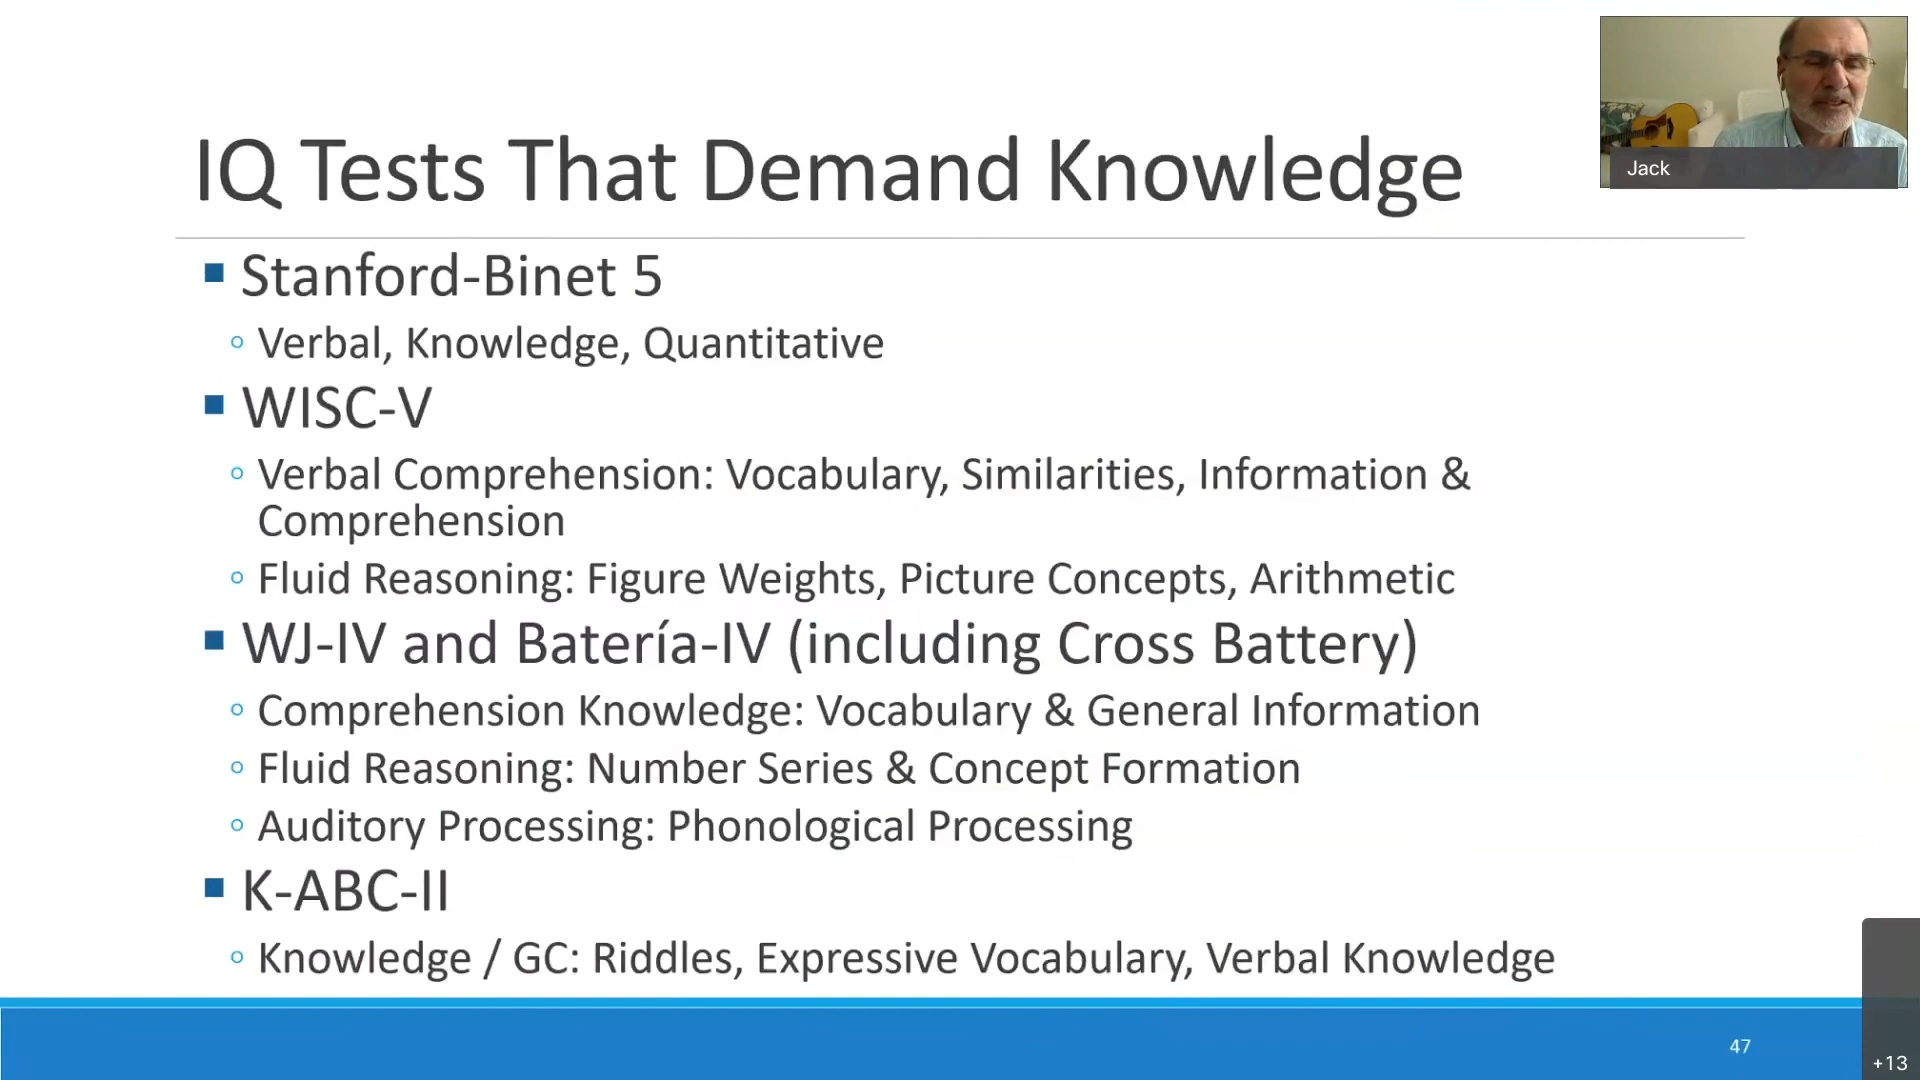 IQ Tests That Demand Knowledge
Jack
▪ Stanford-Binet 5
◦ Verbal, Knowledge, Quantitative
▪ WISC-V
◦ Verbal Comprehension: Vocabulary, Similarities, Information &
Comprehension
◦ Fluid Reasoning: Figure Weights, Picture Concepts, Arithmetic
▪ WJ-IV and Batería-IV (including Cross Battery)
◦ Comprehension Knowledge: Vocabulary & General Information
◦ Fluid Reasoning: Number Series & Concept Formation
◦ Auditory Processing: Phonological Processing
▪ K-ABC-II
◦ Knowledge / GC: Riddles, Expressive Vocabulary, Verbal Knowledge
47
+13